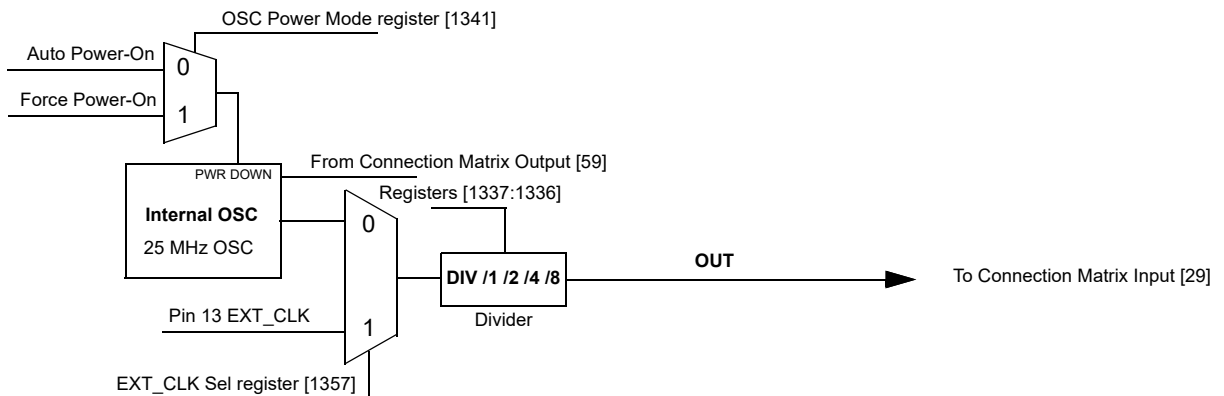 OSC Power Mode register [1341]
Auto Power-On
0
Force Power-On
1
From Connection Matrix Output [59]
PWR DOWN
Registers [1337:1336]
Internal OSC
0
25 MHz OSC
OUT
DIV /1 /2 /4 /8
To Connection Matrix Input [29]
Pin 13 EXT_CLK
1
Divider
EXT_CLK Sel register [1357]